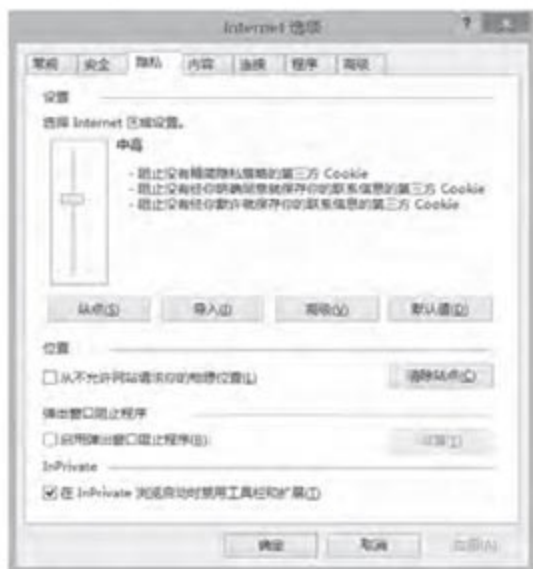 Internet 选项
?
常规 安全 隐私 内容 连接 程序 高级
设置
选择 Internet 区域设置。
中高
- 阻止没有精简隐私策略的第三方 Cookie
- 阻止没有经你明确同意就保存你的联系信息的第三方 Cookie
- 阻止没有经你默许就保存你的联系信息的第三方 Cookie
站点(S) 导入(I) 高级(V) 默认值(D)
位置
从不允许网站请求你的物理位置(L) 清除站点(C)
弹出窗口阻止程序
启用弹出窗口阻止程序(B) 设置(T)
InPrivate
在 InPrivate 浏览启动时禁用工具栏和扩展(T)
确定 取消 应用(A)